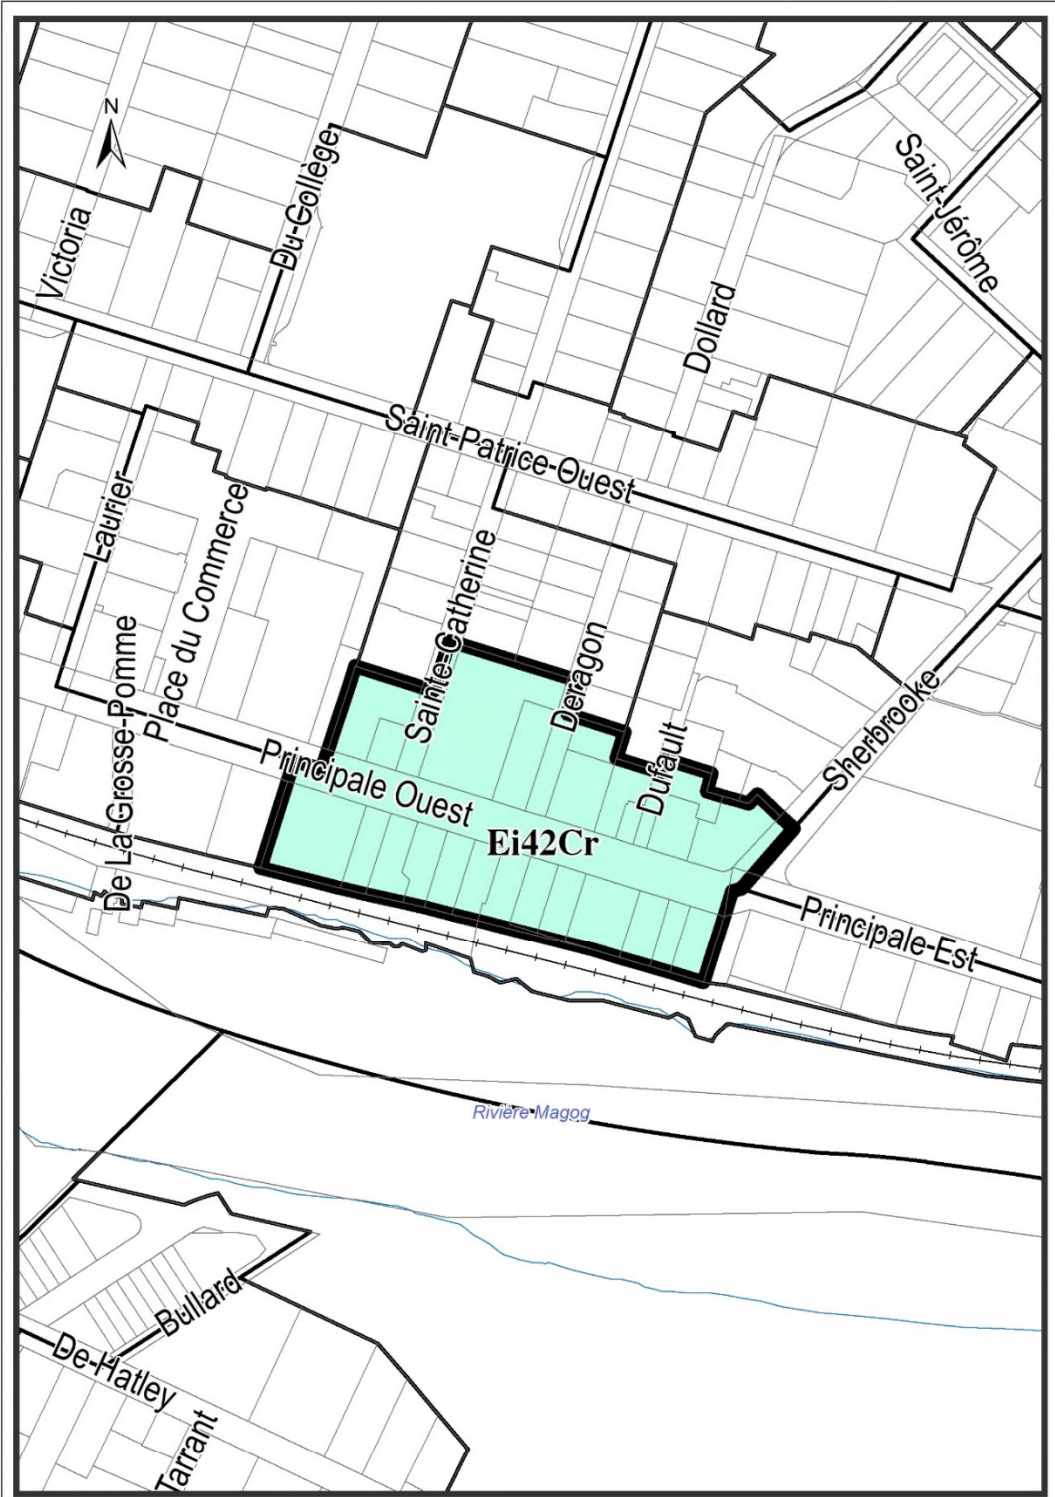 N
Victoria
Du Collège
Saint-Jérôme
Dollard
Saint-Patrice Ouest
Laurier
Place du Commerce
Sainte-Catherine
De La Grosse-Pomme
Deragon
Dufault
Sherbrooke
Principale Ouest
Ei42Cr
Principale Est
Rivière Magog
Bullard
De Hatley
Tarrant